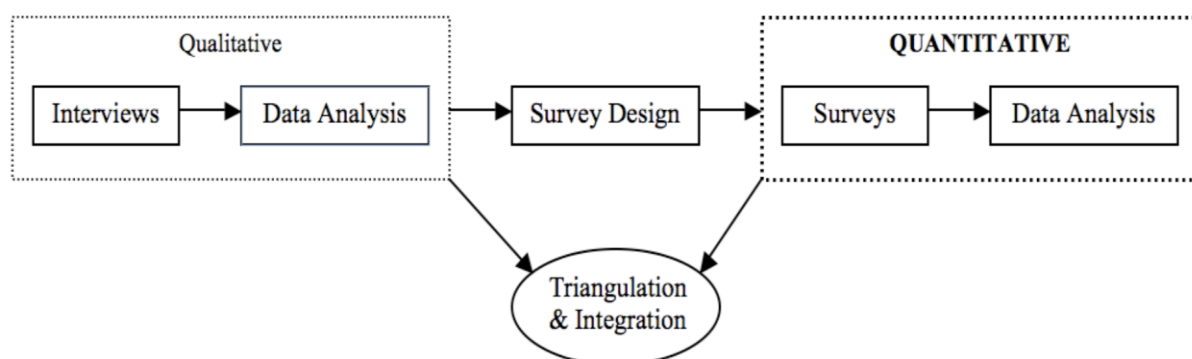 Qualitative
QUANTITATIVE
Interviews
Data Analysis
Survey Design
Surveys
Data Analysis
Triangulation
& Integration